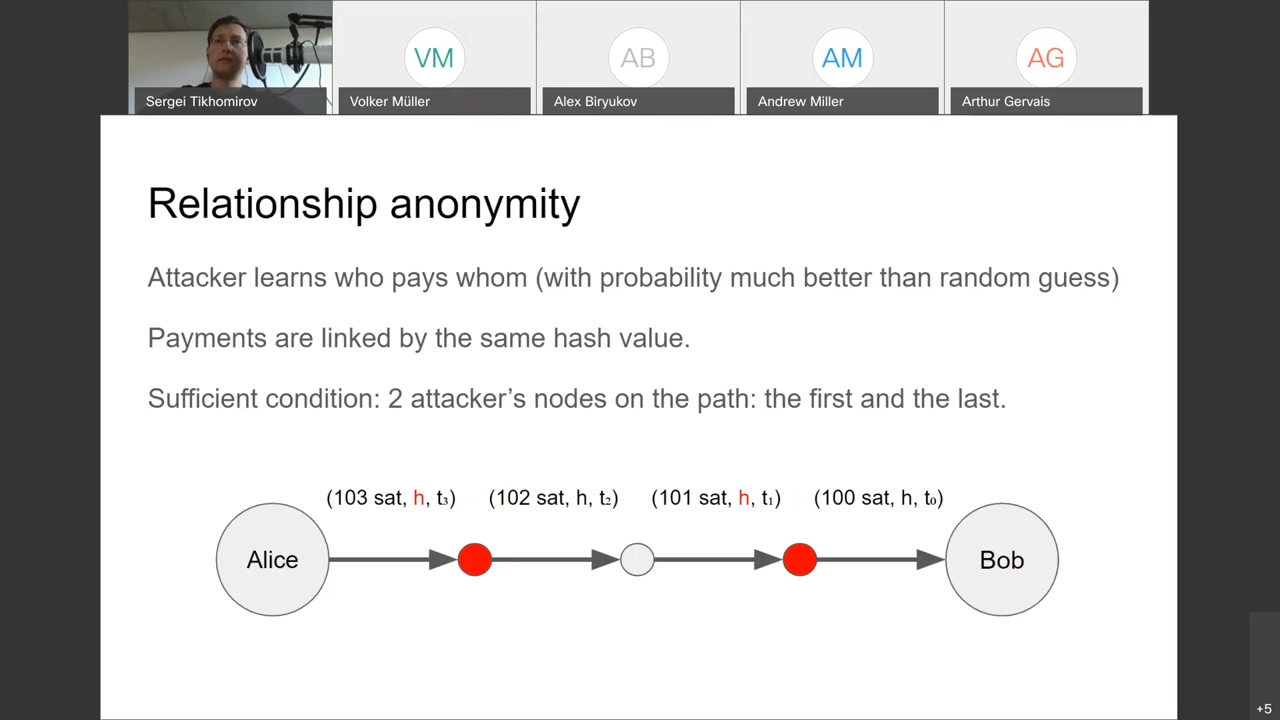 VM
AB
AM
AG
Sergei Tikhomirov
Volker Müller
Alex Biryukov
Andrew Miller
Arthur Gervais
Relationship anonymity
Attacker learns who pays whom (with probability much better than random guess)
Payments are linked by the same hash value.
Sufficient condition: 2 attacker’s nodes on the path: the first and the last.
(103 sat, h, t₃) (102 sat, h, t₂) (101 sat, h, t₁) (100 sat, h, t₀)
Alice
Bob
+5